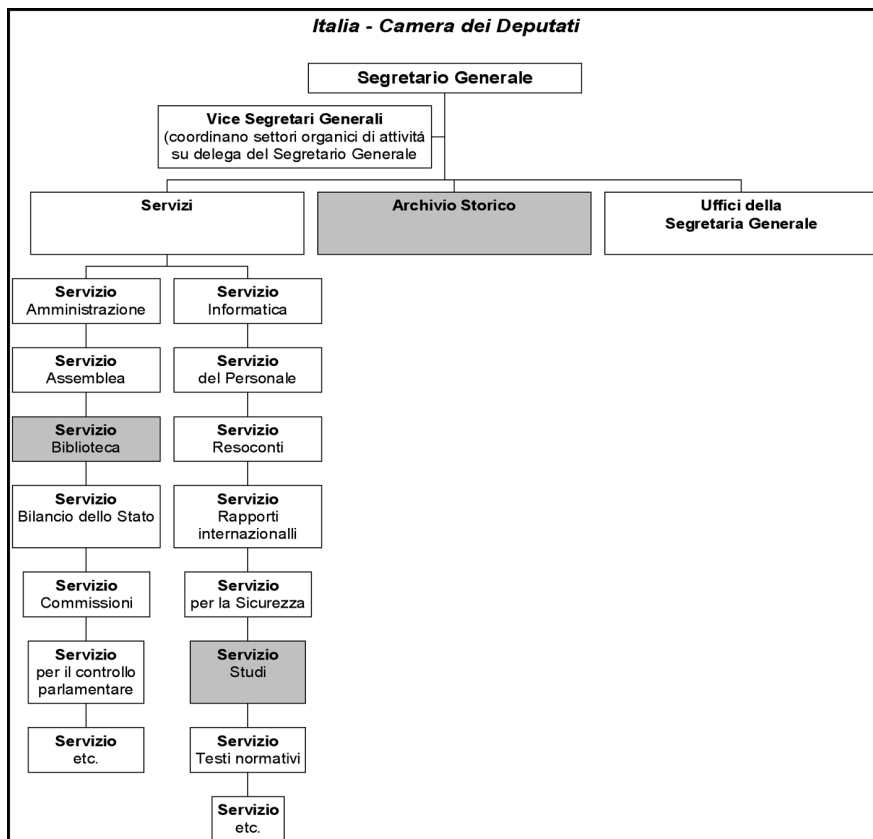 Italia - Camera dei Deputati
Segretario Generale
Vice Segretari Generali
(coordinano settori organici di attivitá
su delega del Segretario Generale
Servizi
Archivio Storico
Uffici della
Segretaria Generale
Servizio
Amministrazione
Servizio
Informatica
Servizio
Assemblea
Servizio
del Personale
Servizio
Biblioteca
Servizio
Resoconti
Servizio
Bilancio dello Stato
Servizio
Rapporti
internazionalli
Servizio
Commissioni
Servizio
per la Sicurezza
Servizio
per il controllo
parlamentare
Servizio
Studi
Servizio
etc.
Servizio
Testi normativi
Servizio
etc.